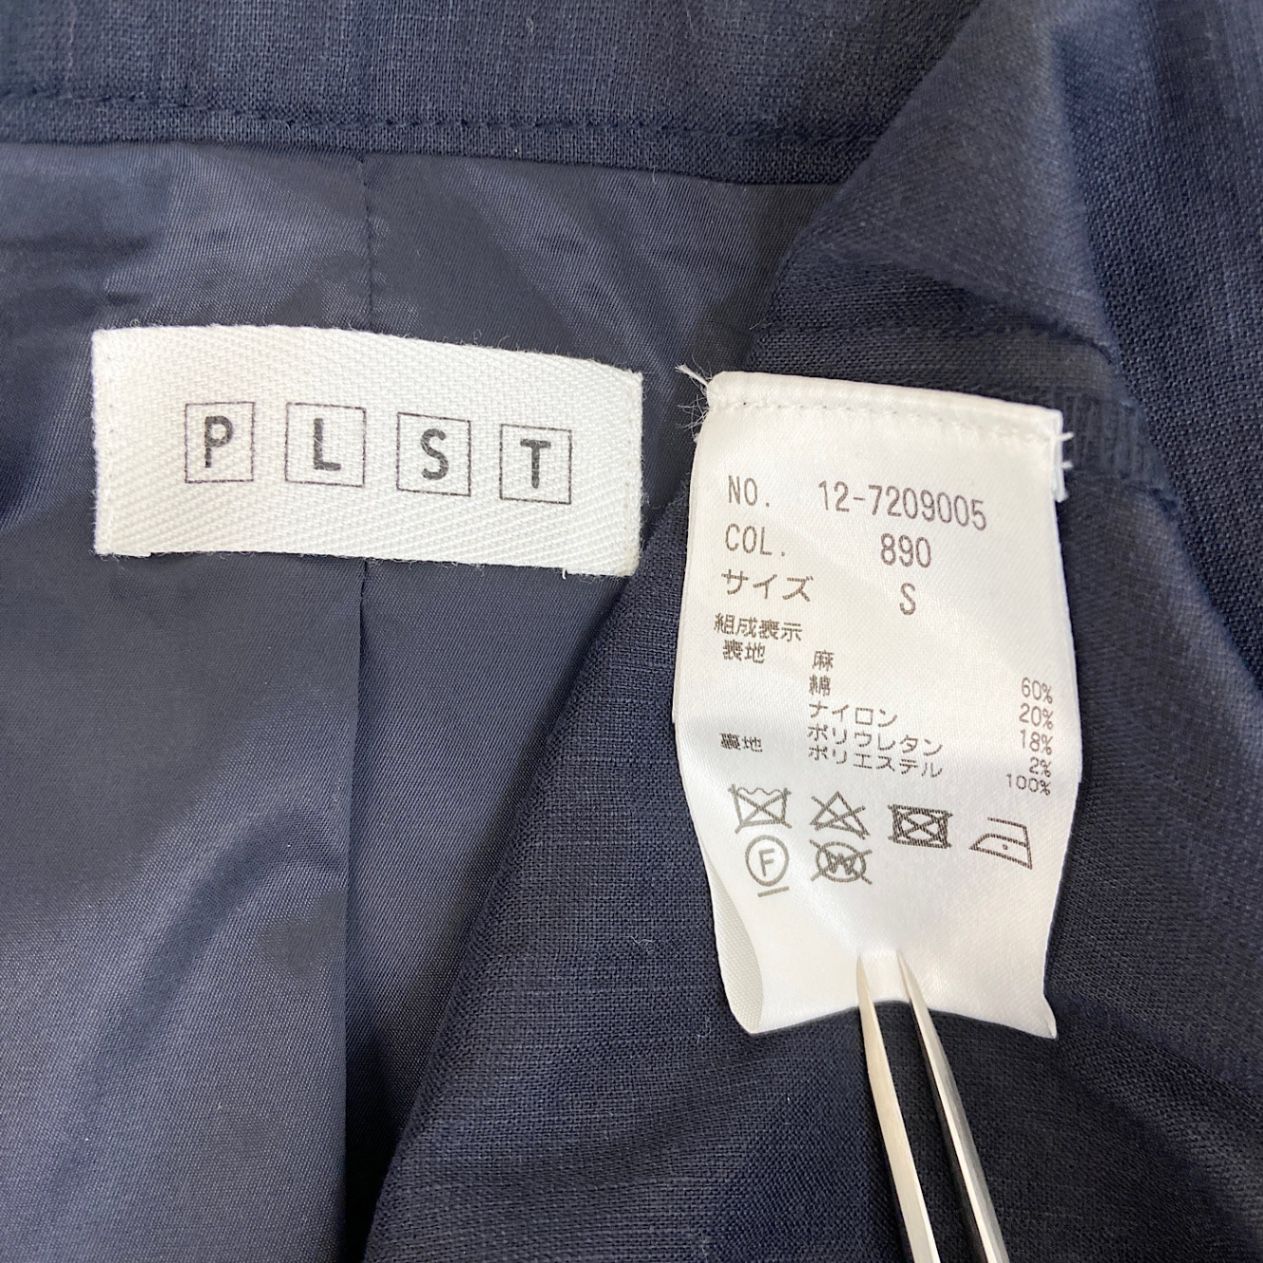 PLST
NO. 12-7209005
COL. 890
サイズ S
組成表示
表地 麻 60%
綿 20%
ナイロン 18%
ポリウレタン 2%
裏地 ポリエステル 100%
F W